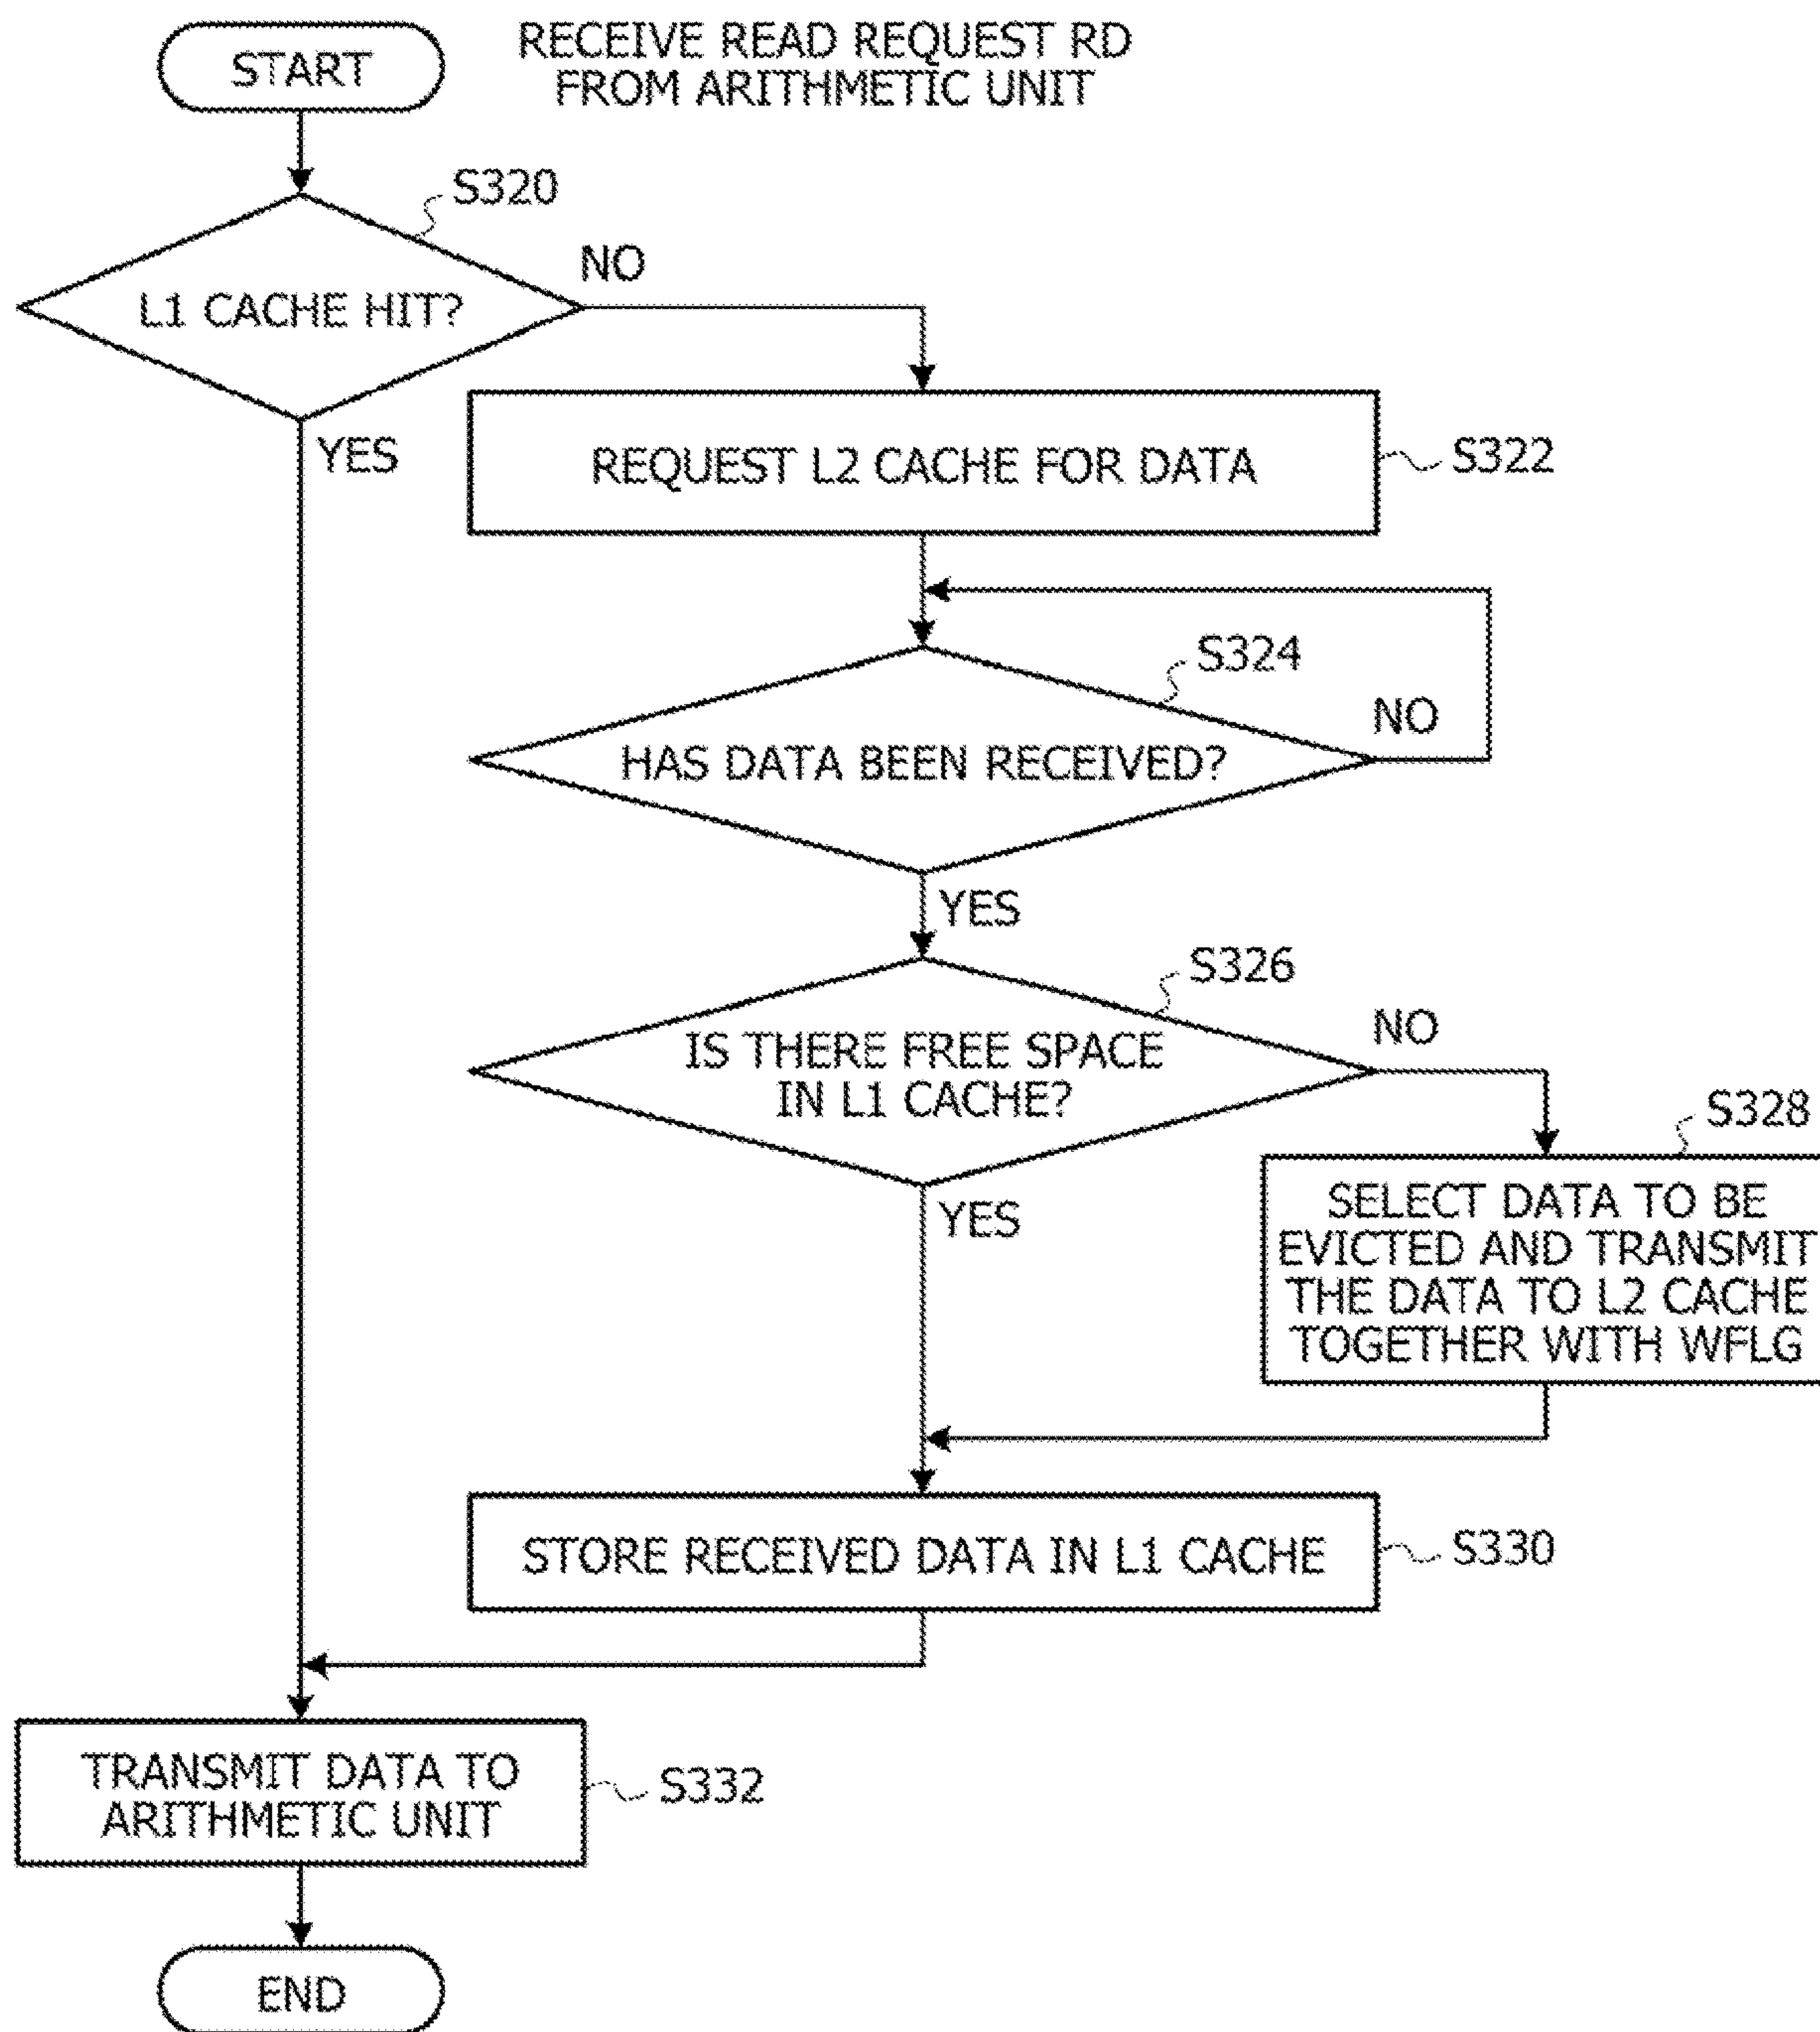 START
RECEIVE READ REQUEST RD
FROM ARITHMETIC UNIT
S320
L1 CACHE HIT?
NO
YES
REQUEST L2 CACHE FOR DATA
S322
S324
HAS DATA BEEN RECEIVED?
NO
YES
S326
IS THERE FREE SPACE
IN L1 CACHE?
NO
YES
S328
SELECT DATA TO BE
EVICTED AND TRANSMIT
THE DATA TO L2 CACHE
TOGETHER WITH WFLG
STORE RECEIVED DATA IN L1 CACHE
S330
TRANSMIT DATA TO
ARITHMETIC UNIT
S332
END